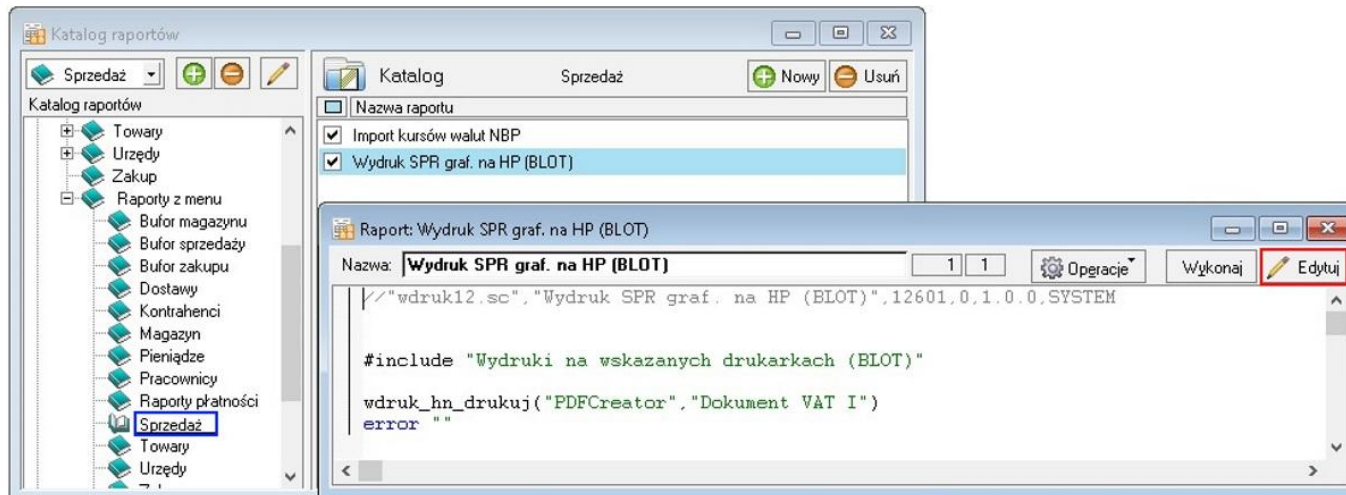 Katalog raportów
Sprzedaż
Katalog raportów
Towary
Urzędy
Zakup
Raporty z menu
Bufor magazynu
Bufor sprzedaży
Bufor zakupu
Dostawy
Kontrahenci
Magazyn
Pieniądze
Pracownicy
Raporty płatności
Sprzedaż
Towary
Urzędy
Katalog Sprzedaż Nowy Usuń
Nazwa raportu
Import kursów walut NBP
Wydruk SPR graf. na HP (BLOT)
Raport: Wydruk SPR graf. na HP (BLOT)
Nazwa: Wydruk SPR graf. na HP (BLOT) 1 1 Operacje Wykonaj Edytuj
//"wdruk12.sc","Wydruk SPR graf. na HP (BLOT)",12601,0,1.0.0,SYSTEM
#include "Wydruki na wskazanych drukarkach (BLOT)"
wdruk_hn_drukuj("PDFCreator","Dokument VAT I")
error ""